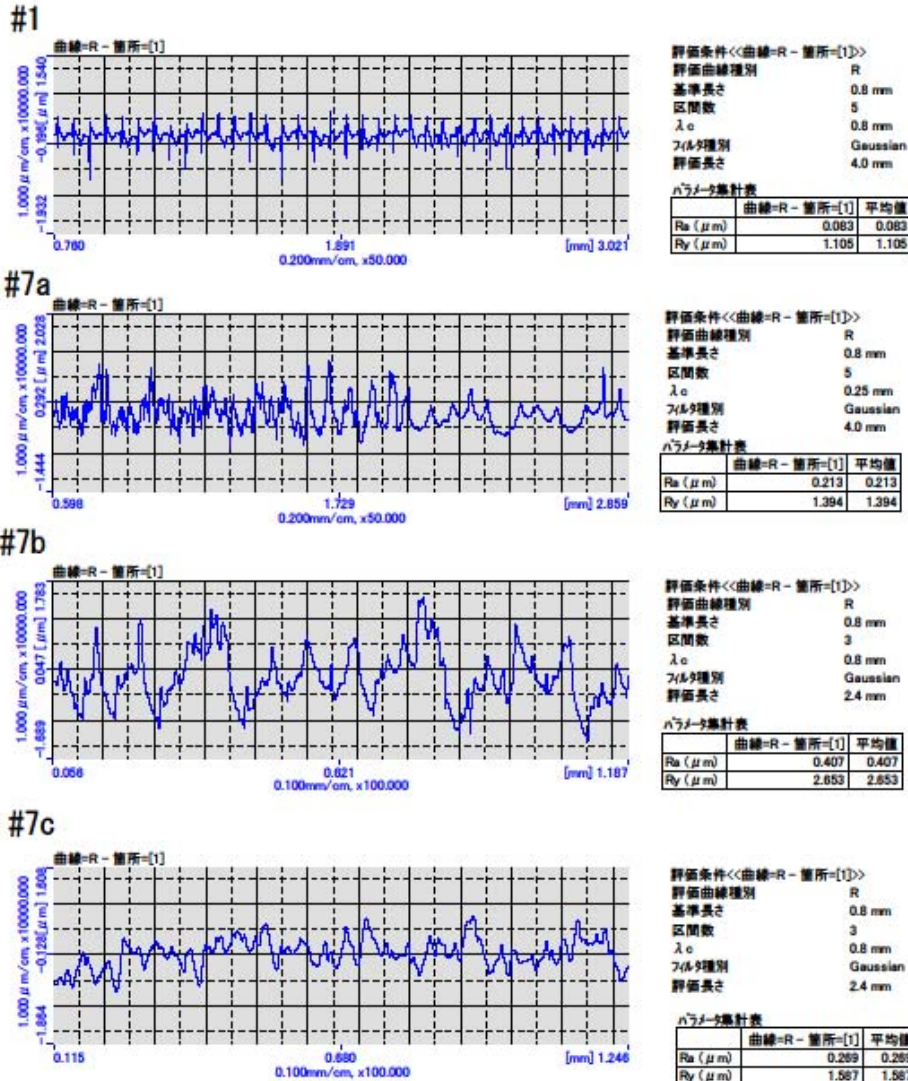 #1
曲線=R - 箇所=[1]
1.000 μm/cm, x10000.000
-1.932
-0.196[μm] 1.540
0.760
1.891
[mm] 3.021
0.200mm/cm, x50.000
評価条件<<曲線=R - 箇所=[1]>>
評価曲線種別 R
基準長さ 0.8 mm
区間数 5
λc 0.8 mm
フィルタ種別 Gaussian
評価長さ 4.0 mm
パラメータ集計表
曲線=R - 箇所=[1] 平均値
Ra (μm) 0.083 0.083
Ry (μm) 1.105 1.105
#7a
曲線=R - 箇所=[1]
1.000 μm/cm, x10000.000
-1.444
0.292 [μm] 2.028
0.598
1.729
[mm] 2.859
0.200mm/cm, x50.000
評価条件<<曲線=R - 箇所=[1]>>
評価曲線種別 R
基準長さ 0.8 mm
区間数 5
λc 0.25 mm
フィルタ種別 Gaussian
評価長さ 4.0 mm
パラメータ集計表
曲線=R - 箇所=[1] 平均値
Ra (μm) 0.213 0.213
Ry (μm) 1.394 1.394
#7b
曲線=R - 箇所=[1]
1.000 μm/cm, x10000.000
-1.689
0.047 [μm] 1.783
0.056
0.621
[mm] 1.187
0.100mm/cm, x100.000
評価条件<<曲線=R - 箇所=[1]>>
評価曲線種別 R
基準長さ 0.8 mm
区間数 3
λc 0.8 mm
フィルタ種別 Gaussian
評価長さ 2.4 mm
パラメータ集計表
曲線=R - 箇所=[1] 平均値
Ra (μm) 0.407 0.407
Ry (μm) 2.653 2.653
#7c
曲線=R - 箇所=[1]
1.000 μm/cm, x10000.000
-1.864
-0.128[μm] 1.608
0.115
0.680
[mm] 1.246
0.100mm/cm, x100.000
評価条件<<曲線=R - 箇所=[1]>>
評価曲線種別 R
基準長さ 0.8 mm
区間数 3
λc 0.8 mm
フィルタ種別 Gaussian
評価長さ 2.4 mm
パラメータ集計表
曲線=R - 箇所=[1] 平均値
Ra (μm) 0.269 0.269
Ry (μm) 1.587 1.587